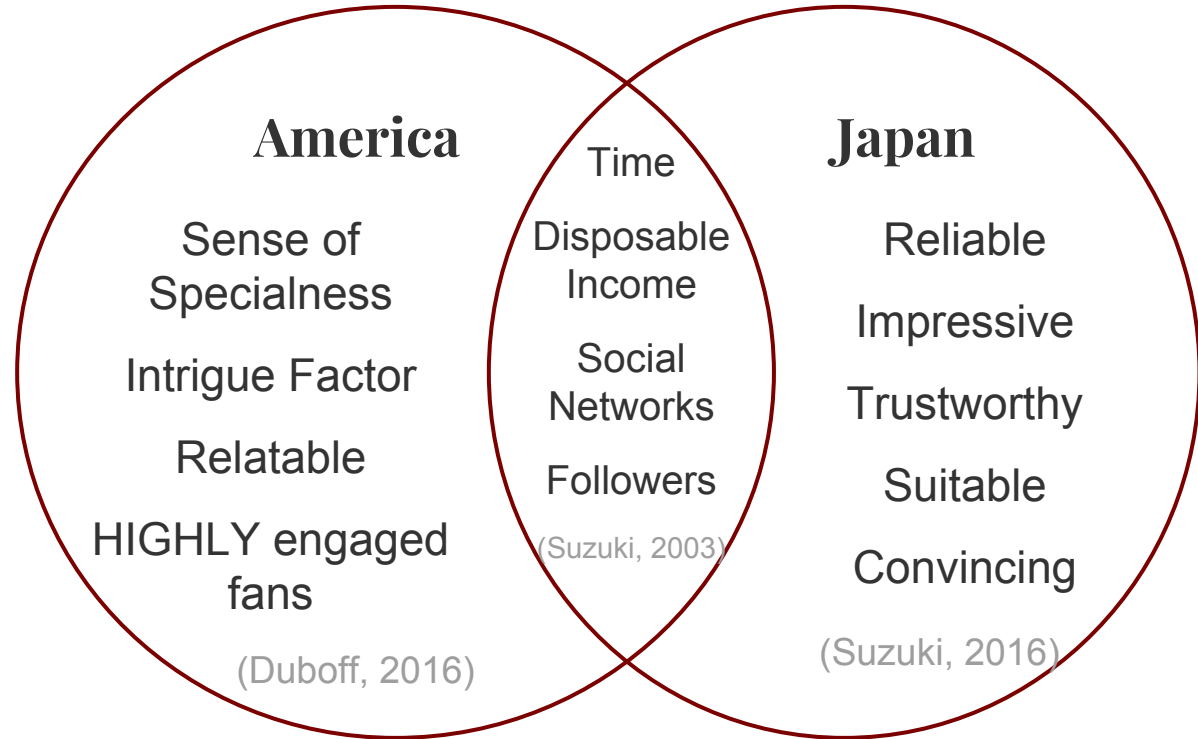 America
Sense of
Specialness
Intrigue Factor
Relatable
HIGHLY engaged
fans
(Duboff, 2016)
Time
Disposable
Income
Social
Networks
Followers
(Suzuki, 2003)
Japan
Reliable
Impressive
Trustworthy
Suitable
Convincing
(Suzuki, 2016)